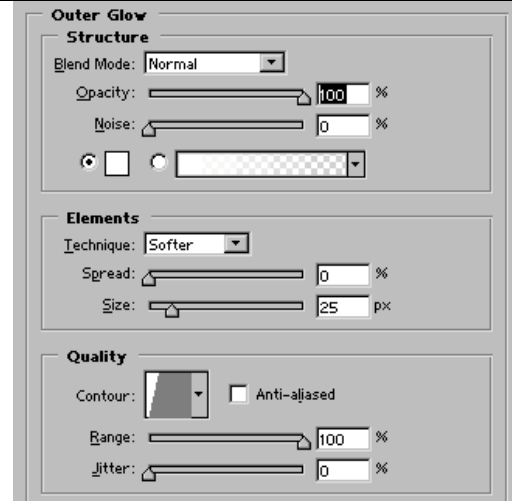 Outer Glow
Structure
Blend Mode: Normal
Opacity: 100 %
Noise: 0 %
Elements
Technique: Softer
Spread: 0 %
Size: 25 px
Quality
Contour: Anti-aliased
Range: 100 %
Jitter: 0 %